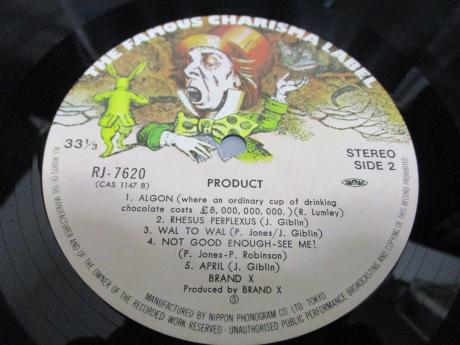 THE FAMOUS CHARISMA LABEL
33 1/3
STEREO
RJ-7620
SIDE 2
(CAS 1147 B)
PRODUCT
JASRAC
1. ALGON (where an ordinary cup of drinking
chocolate costs £8,000,000,000.)(R. Lumley)
2. RHESUS PERPLEXUS (J. Giblin)
3. WAL TO WAL (P. Jones/J. Giblin)
4. NOT GOOD ENOUGH-SEE ME!
(P. Jones-P. Robinson)
5. APRIL (J. Giblin)
BRAND X
Produced by BRAND X
MANUFACTURED BY NIPPON PHONOGRAM CO LTD. TOKYO
ALL RIGHTS OF THE MANUFACTURER AND OF THE OWNER OF THE RECORDED WORK RESERVED · UNAUTHORISED PUBLIC PERFORMANCE BROADCASTING AND COPYING OF THIS RECORD PROHIBITED